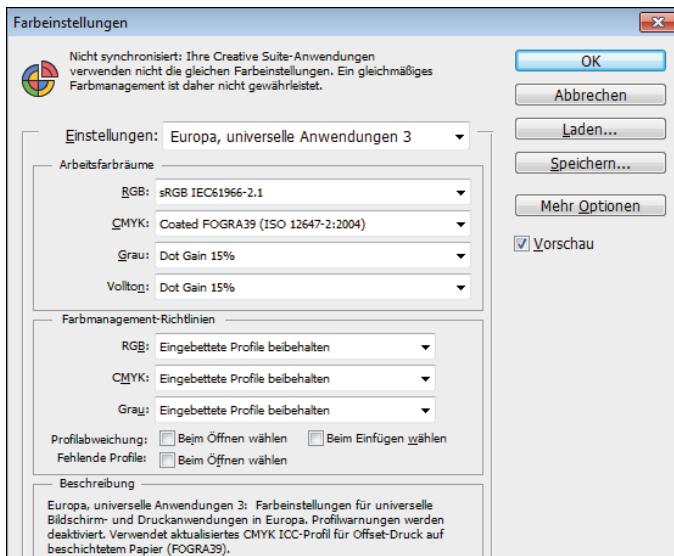 Farbeinstellungen
Nicht synchronisiert: Ihre Creative Suite-Anwendungen
verwenden nicht die gleichen Farbeinstellungen. Ein gleichmäßiges
Farbmanagement ist daher nicht gewährleistet.
OK
Abbrechen
Laden...
Speichern...
Mehr Optionen
Vorschau
Einstellungen: Europa, universelle Anwendungen 3
Arbeitsfarbräume
RGB: sRGB IEC61966-2.1
CMYK: Coated FOGRA39 (ISO 12647-2:2004)
Grau: Dot Gain 15%
Vollton: Dot Gain 15%
Farbmanagement-Richtlinien
RGB: Eingebettete Profile beibehalten
CMYK: Eingebettete Profile beibehalten
Grau: Eingebettete Profile beibehalten
Profilabweichung: Beim Öffnen wählen Beim Einfügen wählen
Fehlende Profile: Beim Öffnen wählen
Beschreibung
Europa, universelle Anwendungen 3: Farbeinstellungen für universelle
Bildschirm- und Druckanwendungen in Europa. Profilwarnungen werden
deaktiviert. Verwendet aktualisiertes CMYK ICC-Profil für Offset-Druck auf
beschichtetem Papier (FOGRA39).